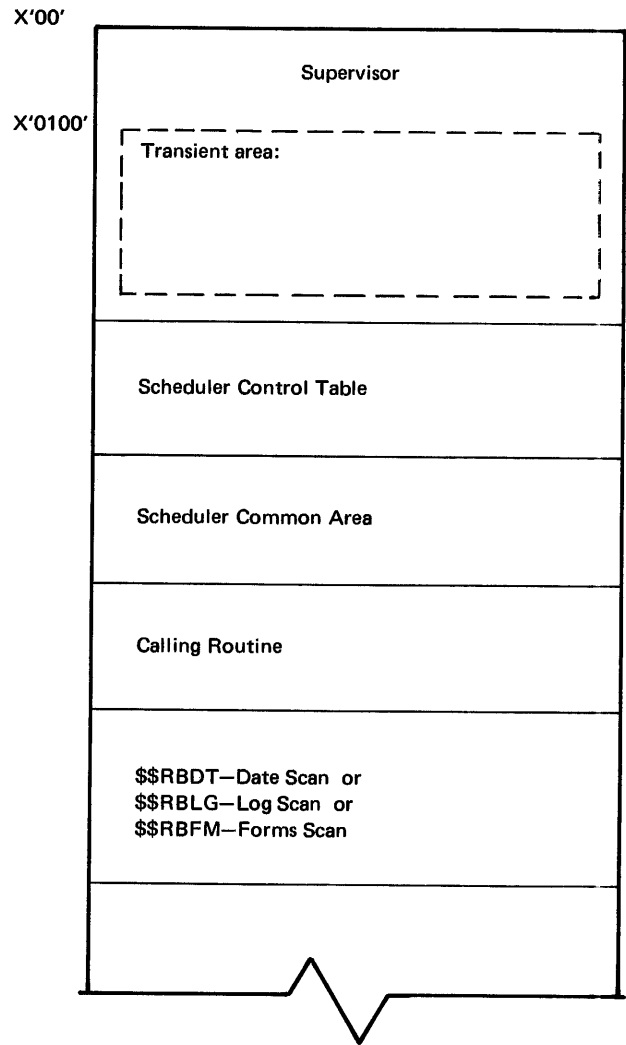 X'00'
Supervisor
X'0100'
Transient area:
Scheduler Control Table
Scheduler Common Area
Calling Routine
$$RBDT—Date Scan or
$$RBLG—Log Scan or
$$RBFM—Forms Scan